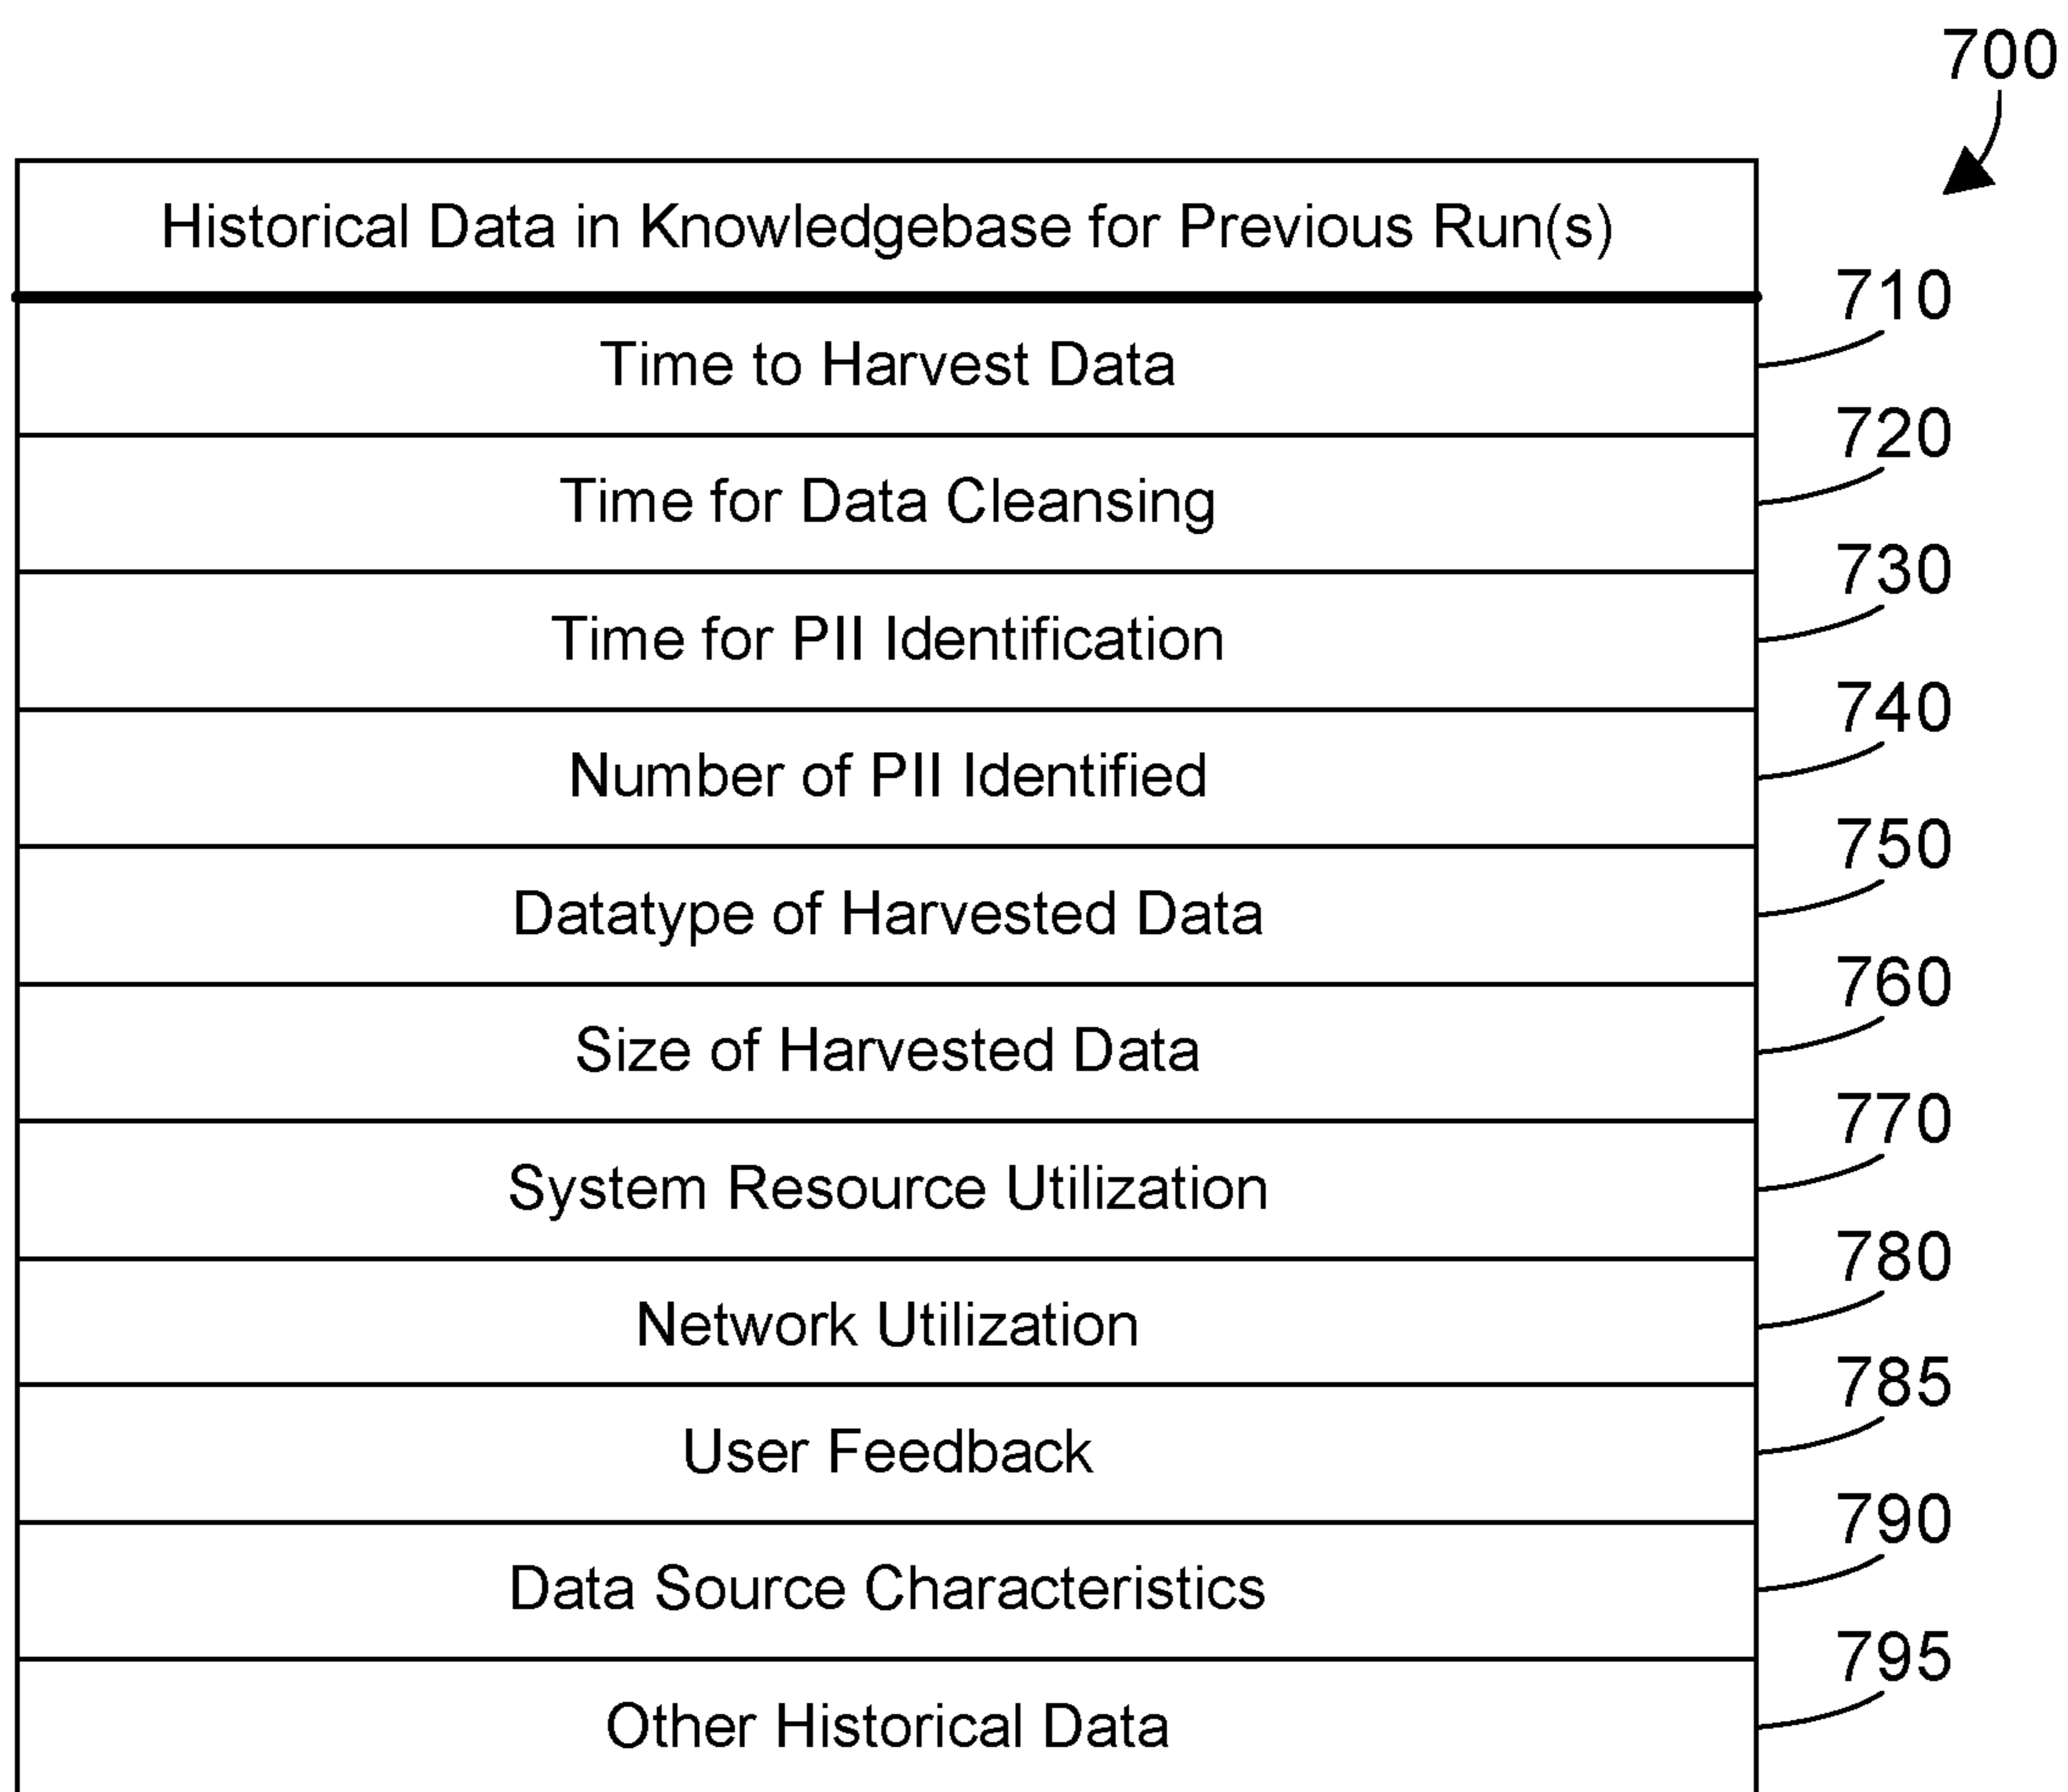 700
Historical Data in Knowledgebase for Previous Run(s)
710
Time to Harvest Data
720
Time for Data Cleansing
730
Time for PII Identification
740
Number of PII Identified
750
Datatype of Harvested Data
760
Size of Harvested Data
770
System Resource Utilization
780
Network Utilization
785
User Feedback
790
Data Source Characteristics
795
Other Historical Data